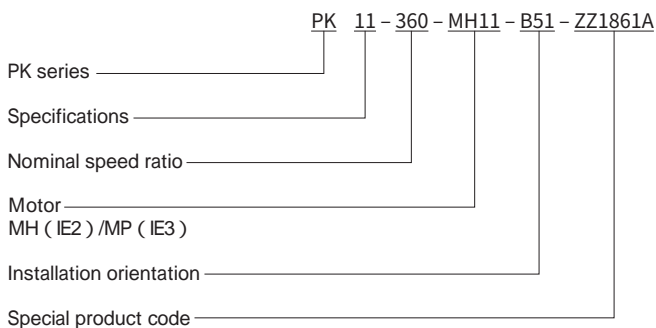 PK 11 – 360 – MH11 – B51 – ZZ1861A
PK series
Specifications
Nominal speed ratio
Motor
MH ( IE2 ) /MP ( IE3 )
Installation orientation
Special product code